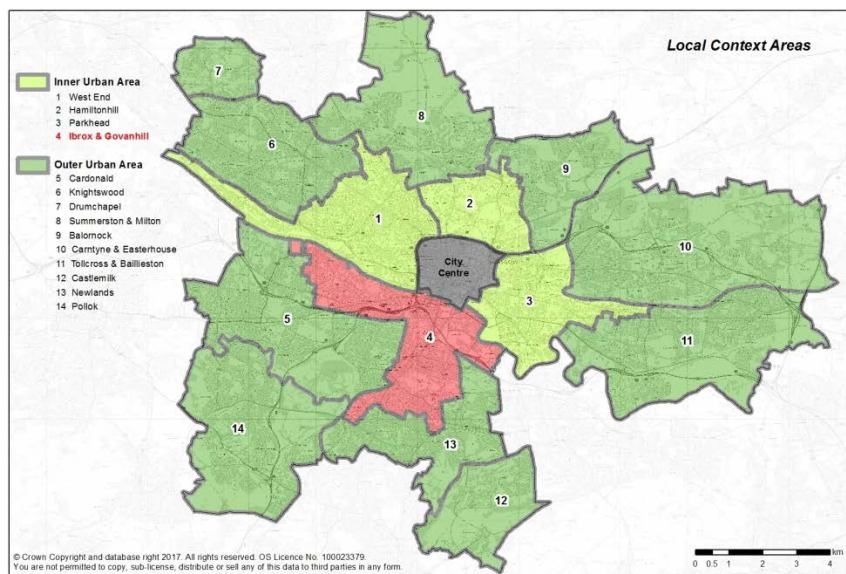 Local Context Areas
Inner Urban Area
1 West End
2 Hamiltonhill
3 Parkhead
4 Ibrox & Govanhill
Outer Urban Area
5 Cardonald
6 Knightswood
7 Drumchapel
8 Summerston & Milton
9 Balornock
10 Carntyne & Easterhouse
11 Tollcross & Baillieston
12 Castlemilk
13 Newlands
14 Pollok
7
8
6
9
2
1
10
City
Centre
3
5
4
11
14
13
12
© Crown Copyright and database right 2017. All rights reserved. OS Licence No. 100023379.
You are not permitted to copy, sub-license, distribute or sell any of this data to third parties in any form.
km
0 0.5 1 2 3 4